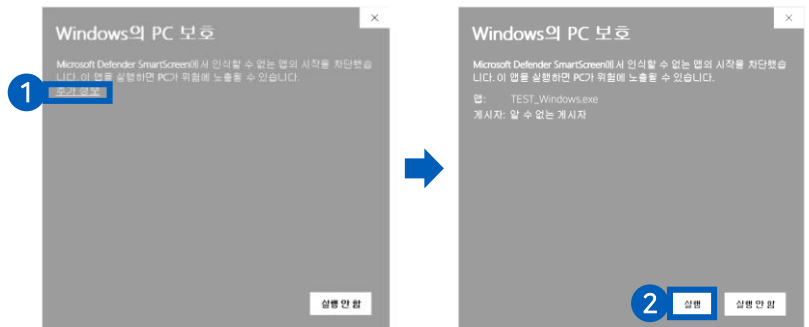 Windows의 PC 보호
Microsoft Defender SmartScreen에서 인식할 수 없는 앱의 시작을 차단했습
니다. 이 앱을 실행하면 PC가 위험에 노출될 수 있습니다.
추가 정보
1
실행 안 함
Windows의 PC 보호
Microsoft Defender SmartScreen에서 인식할 수 없는 앱의 시작을 차단했습
니다. 이 앱을 실행하면 PC가 위험에 노출될 수 있습니다.
앱: TEST_Windows.exe
게시자: 알 수 없는 게시자
2
실행
실행 안 함